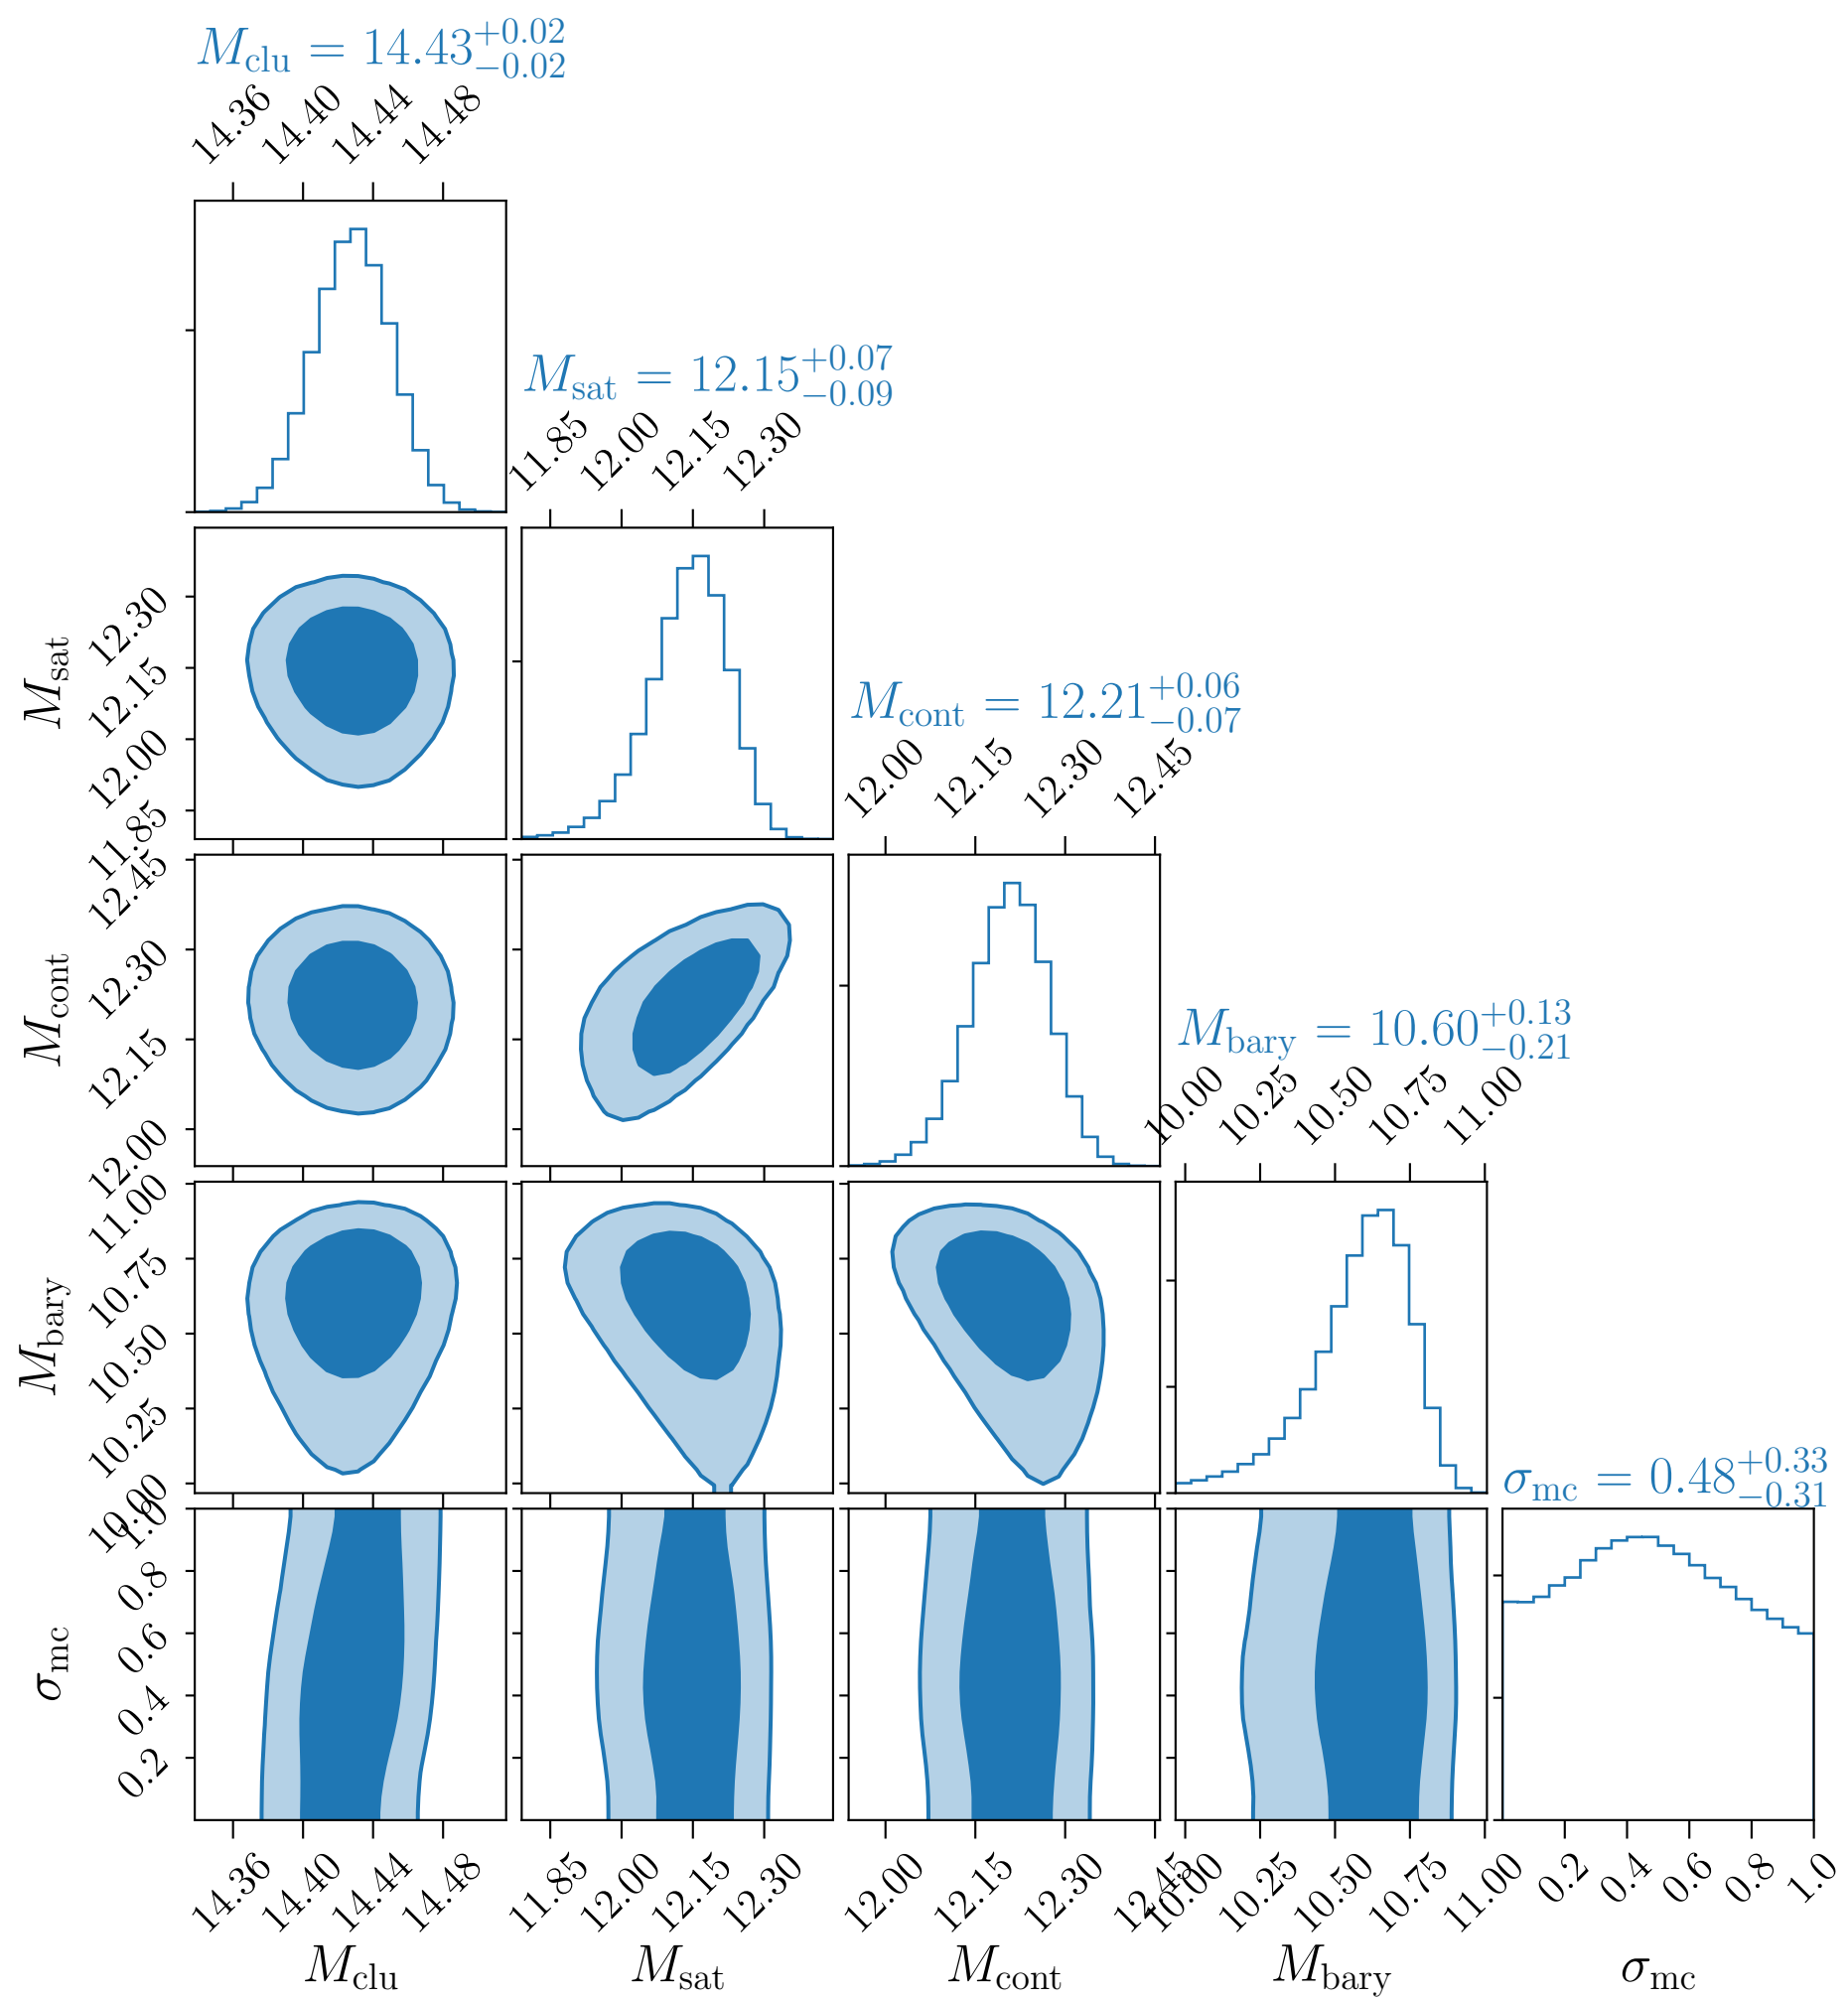 M_clu = 14.43^{+0.02}_{-0.02}
14.36 14.40 14.44 14.48
M_sat = 12.15^{+0.07}_{-0.09}
11.85 12.00 12.15 12.30
M_sat
12.30
12.15
12.00
11.85
M_cont = 12.21^{+0.06}_{-0.07}
12.00 12.15 12.30 12.45
M_cont
12.45
12.30
12.15
12.00
M_bary = 10.60^{+0.13}_{-0.21}
10.00 10.25 10.50 10.75 11.00
M_bary
11.00
10.75
10.50
10.25
10.00
σ_mc = 0.48^{+0.33}_{-0.31}
σ_mc
1.0
0.8
0.6
0.4
0.2
14.36 14.40 14.44 14.48 11.85 12.00 12.15 12.30 12.00 12.15 12.30 12.45 10.00 10.25 10.50 10.75 11.00 0.2 0.4 0.6 0.8 1.0
M_clu M_sat M_cont M_bary σ_mc